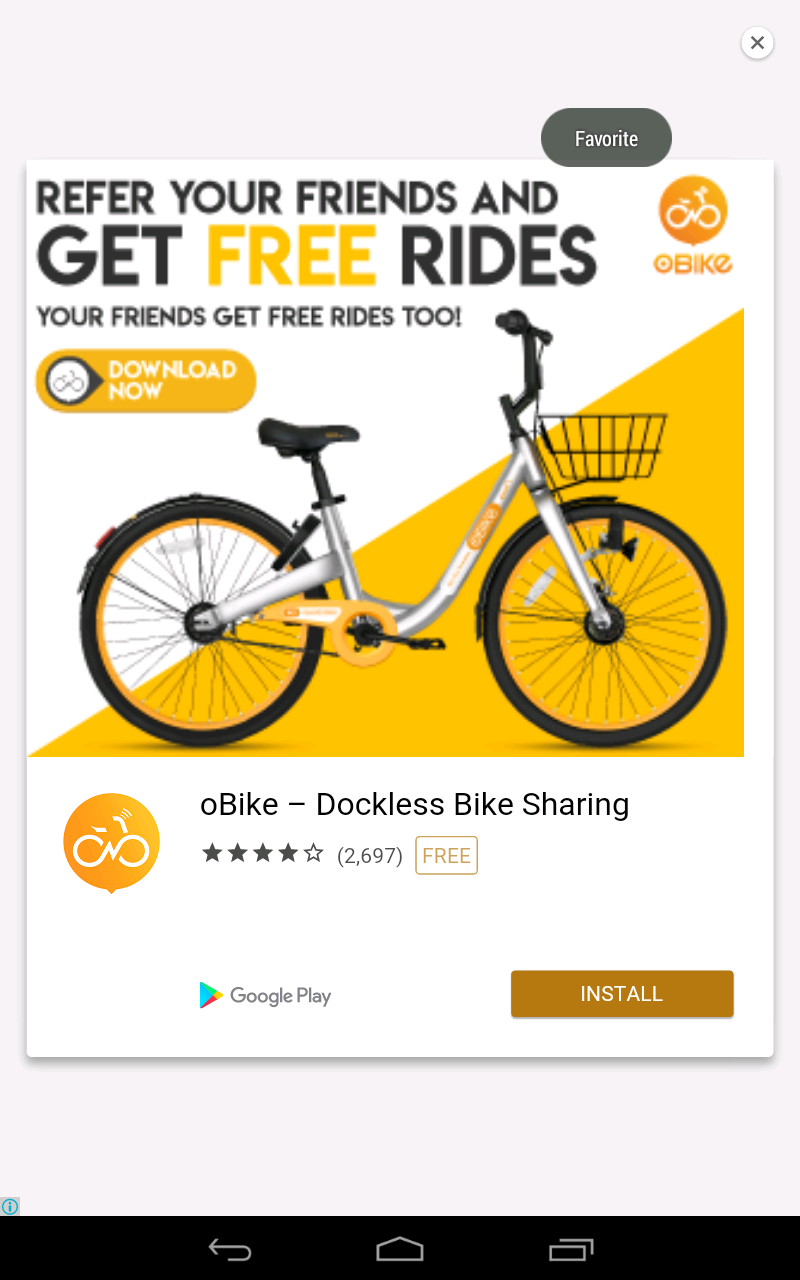 Favorite
REFER YOUR FRIENDS AND
GET FREE RIDES
OBIKE
YOUR FRIENDS GET FREE RIDES TOO!
DOWNLOAD
NOW
oBike – Dockless Bike Sharing
(2,697) FREE
Google Play
INSTALL